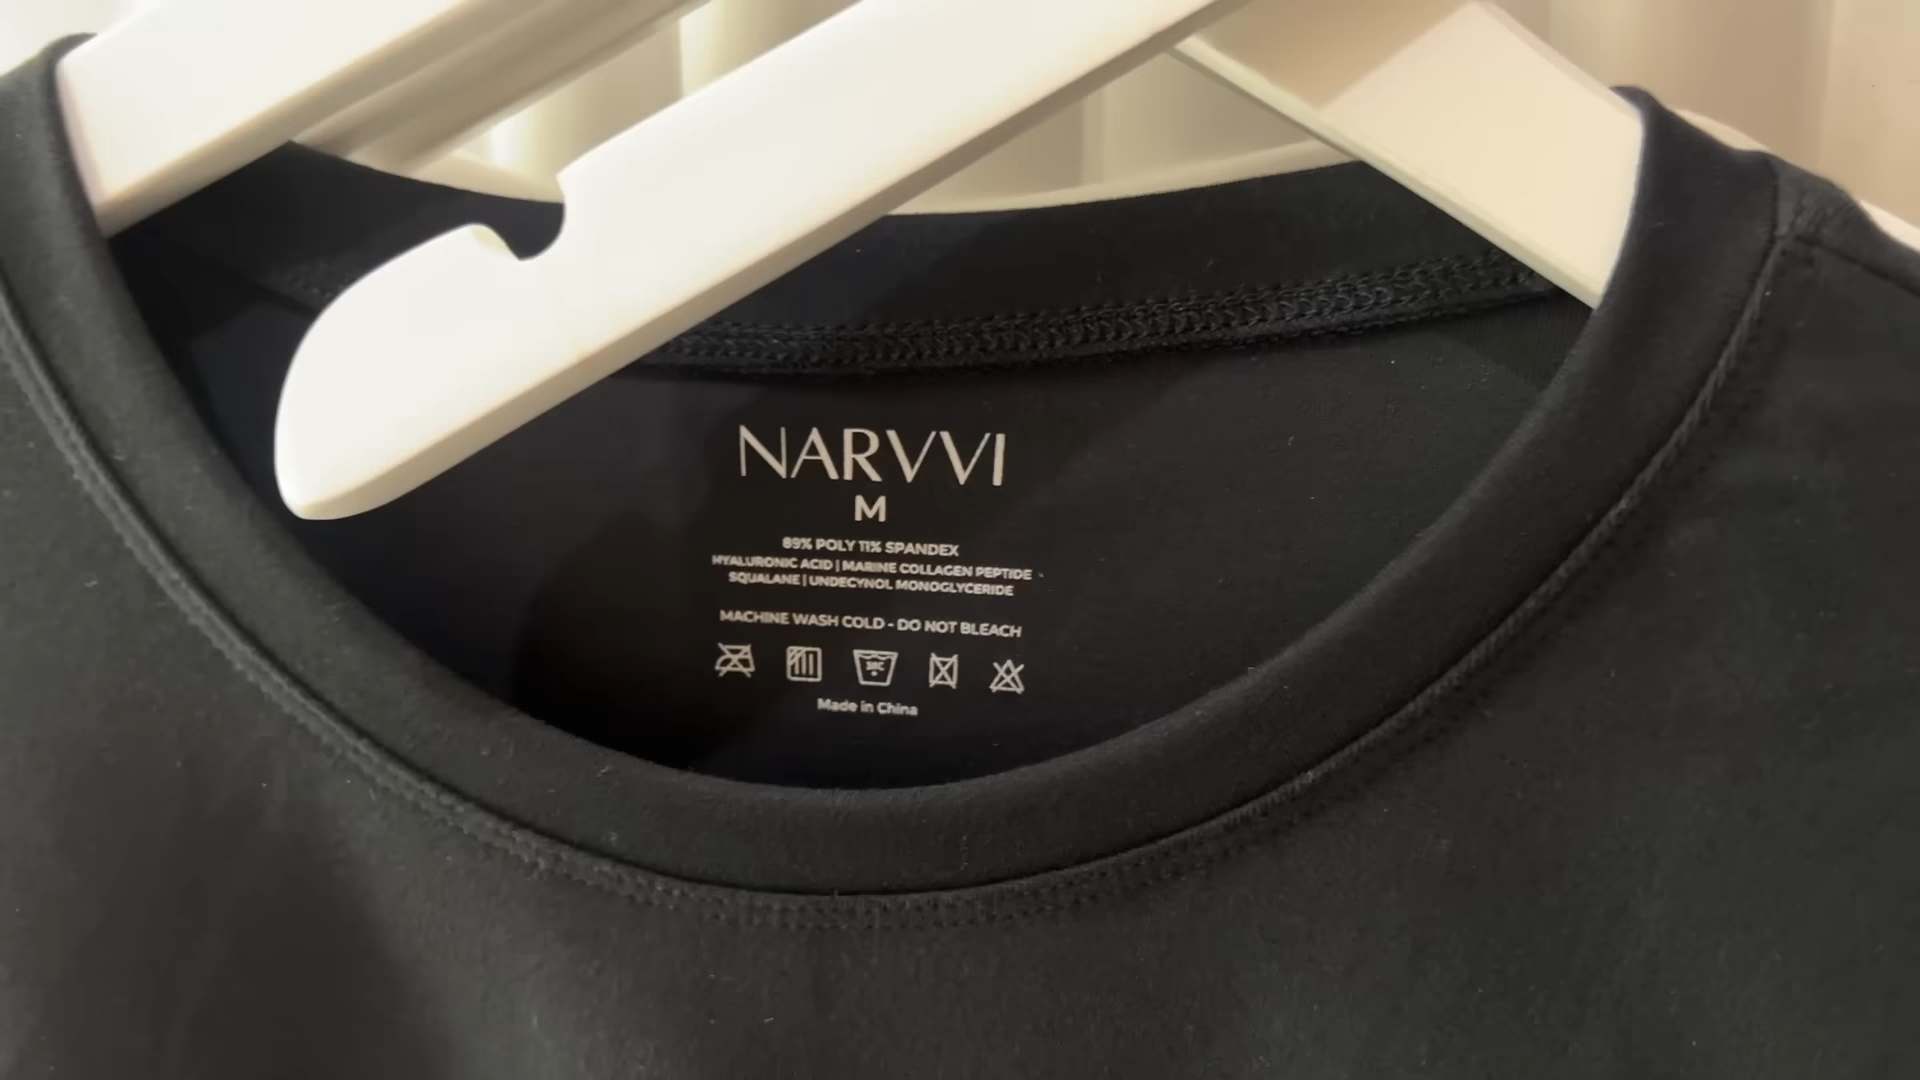 NARVVI
M
89% POLY 11% SPANDEX
HYALURONIC ACID | MARINE COLLAGEN PEPTIDE
SQUALANE | UNDECYNOL MONOGLYCERIDE
MACHINE WASH COLD - DO NOT BLEACH
30C
Made in China